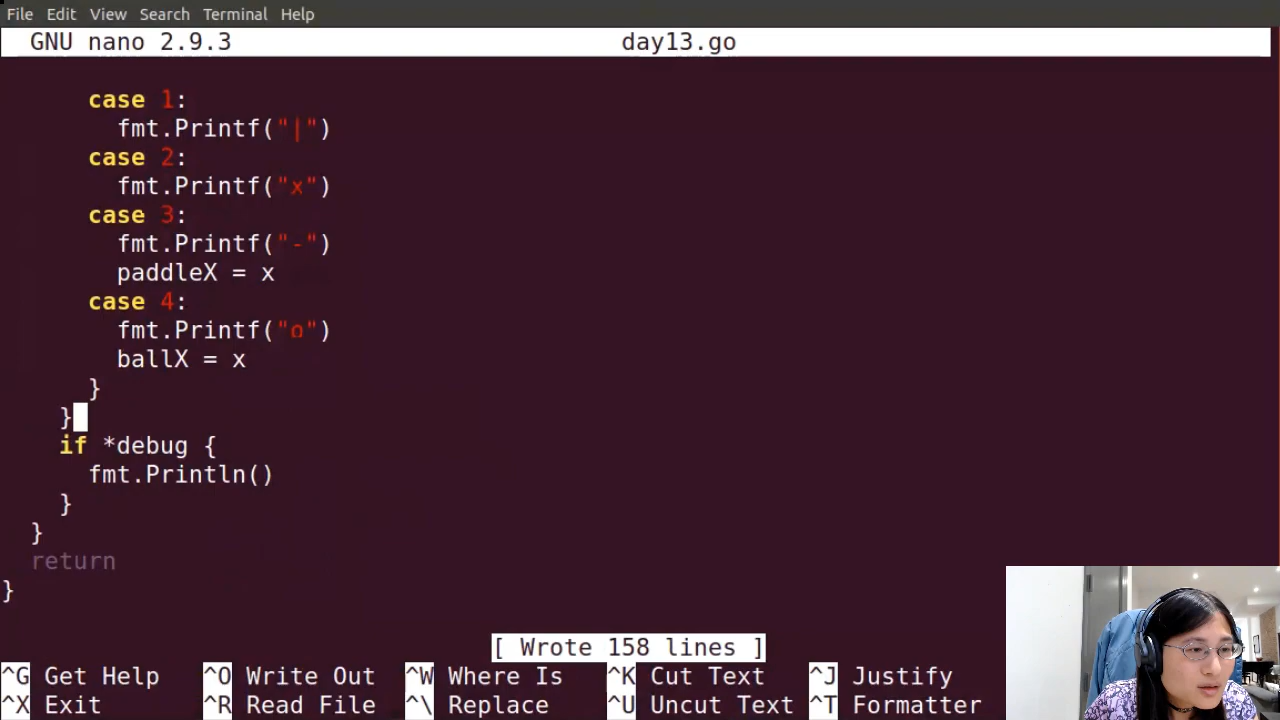 File Edit View Search Terminal Help
GNU nano 2.9.3 day13.go
case 1:
fmt.Printf("|")
case 2:
fmt.Printf("x")
case 3:
fmt.Printf("-")
paddleX = x
case 4:
fmt.Printf("o")
ballX = x
}
}
if *debug {
fmt.Println()
}
}
return
}
[ Wrote 158 lines ]
^G Get Help ^O Write Out ^W Where Is ^K Cut Text ^J Justify
^X Exit ^R Read File ^\ Replace ^U Uncut Text ^T Formatter